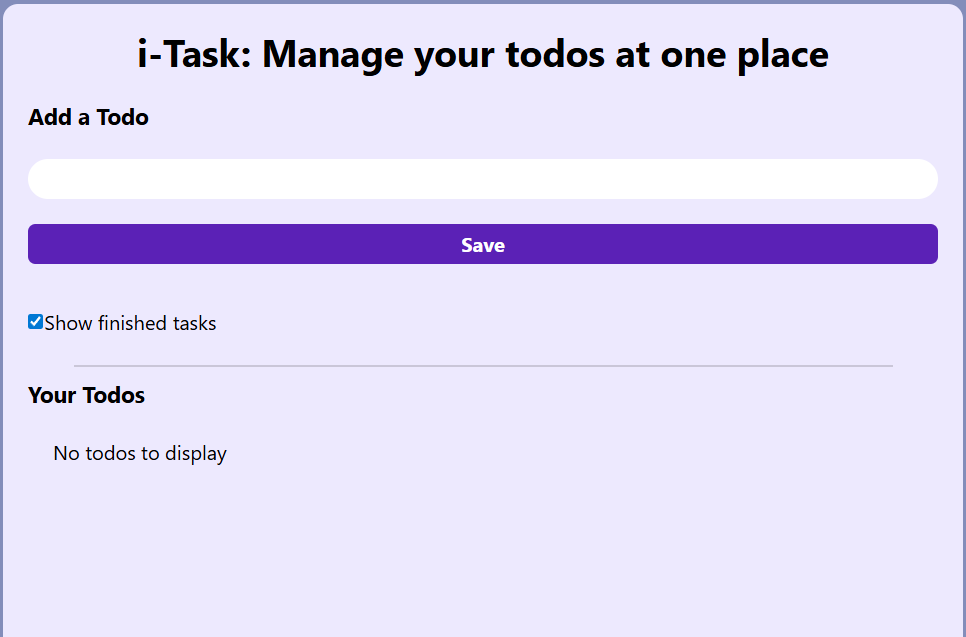 i-Task: Manage your todos at one place
Add a Todo
Save
Show finished tasks
Your Todos
No todos to display